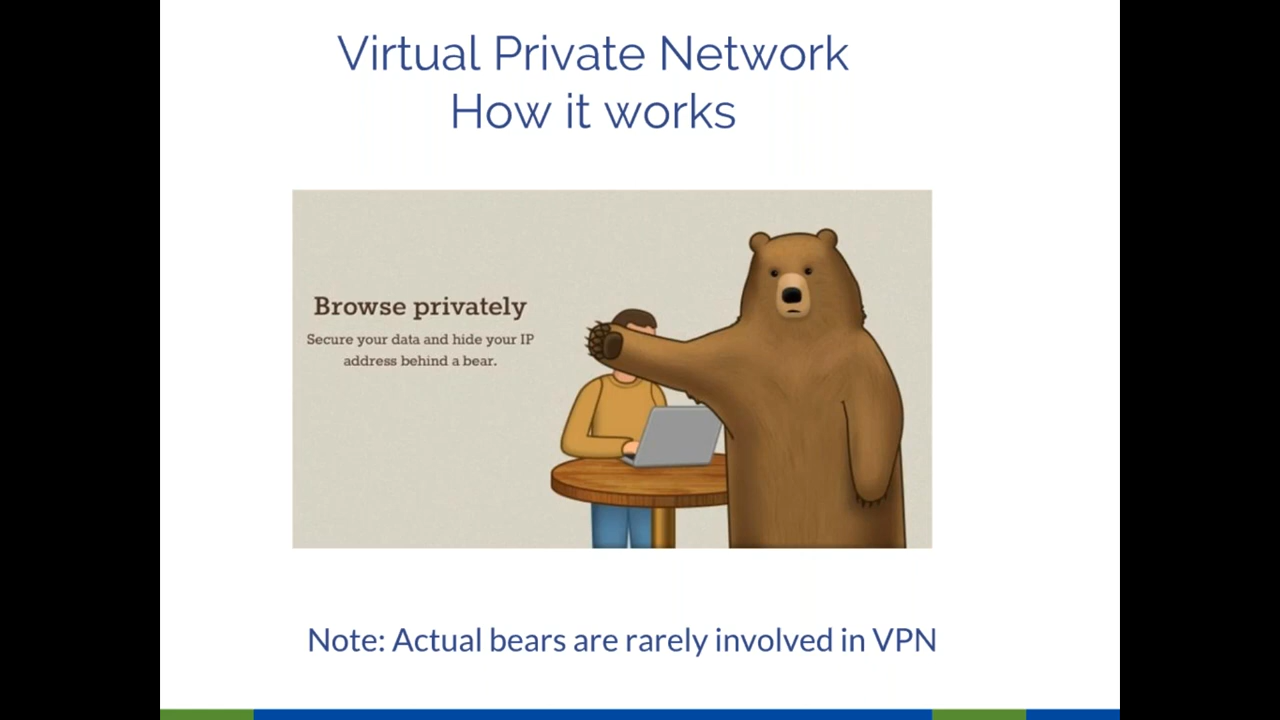 Virtual Private Network
How it works
Browse privately
Secure your data and hide your IP
address behind a bear.
Note: Actual bears are rarely involved in VPN